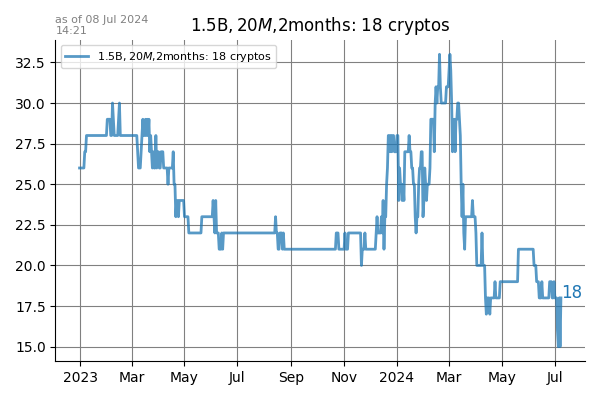 as of 08 Jul 2024
14:21
1.5B, 20M,2months: 18 cryptos
1.5B, 20M,2months: 18 cryptos
32.5
30.0
27.5
25.0
22.5
20.0
17.5
15.0
18
2023 Mar May Jul Sep Nov 2024 Mar May Jul